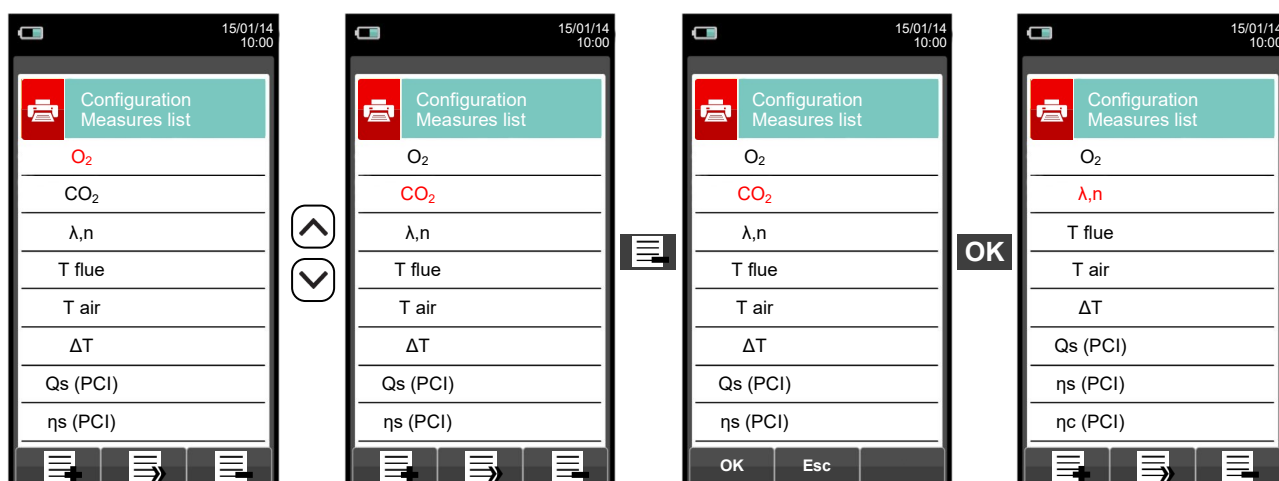 15/01/14
10:00
Configuration
Measures list
O₂
CO₂
λ,n
T flue
T air
ΔT
Qs (PCI)
ηs (PCI)
15/01/14
10:00
Configuration
Measures list
O₂
CO₂
λ,n
T flue
T air
ΔT
Qs (PCI)
ηs (PCI)
15/01/14
10:00
Configuration
Measures list
O₂
CO₂
λ,n
T flue
T air
ΔT
Qs (PCI)
ηs (PCI)
OK Esc
OK
15/01/14
10:00
Configuration
Measures list
O₂
λ,n
T flue
T air
ΔT
Qs (PCI)
ηs (PCI)
ηc (PCI)